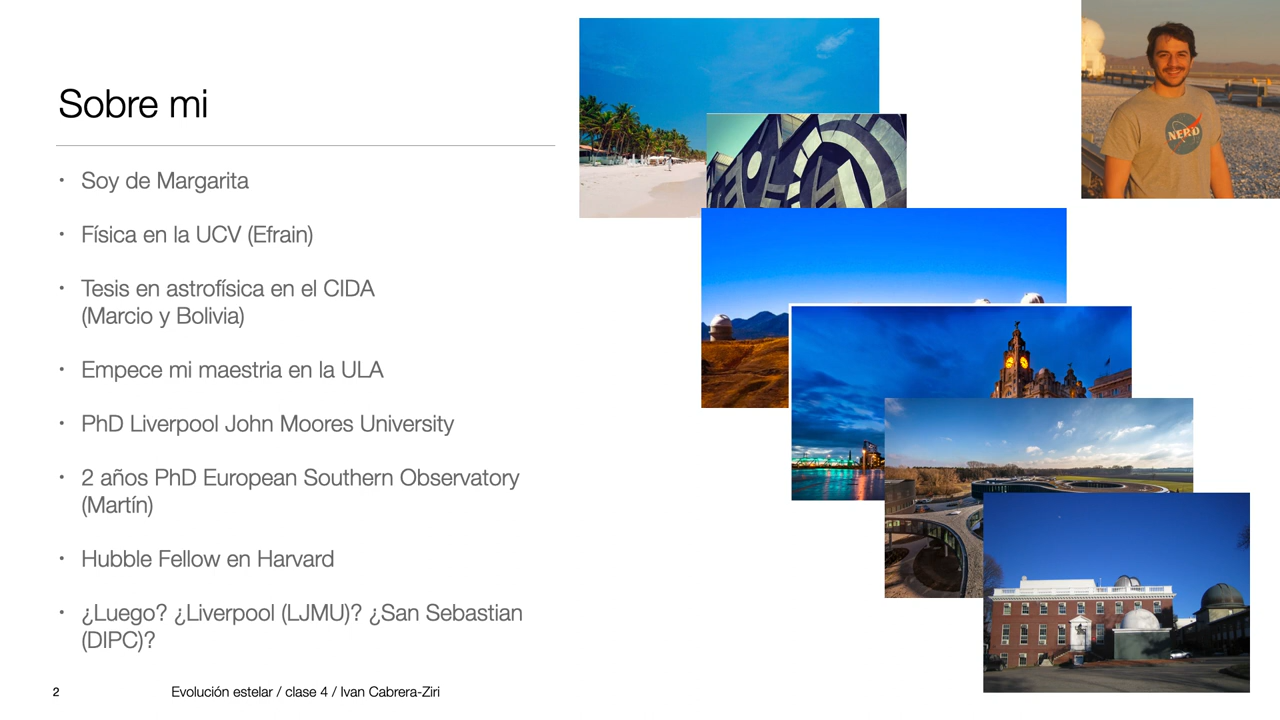 Sobre mi
• Soy de Margarita
• Física en la UCV (Efrain)
• Tesis en astrofísica en el CIDA
(Marcio y Bolivia)
• Empece mi maestria en la ULA
• PhD Liverpool John Moores University
• 2 años PhD European Southern Observatory
(Martín)
• Hubble Fellow en Harvard
• ¿Luego? ¿Liverpool (LJMU)? ¿San Sebastian
(DIPC)?
NERD
2
Evolución estelar / clase 4 / Ivan Cabrera-Ziri